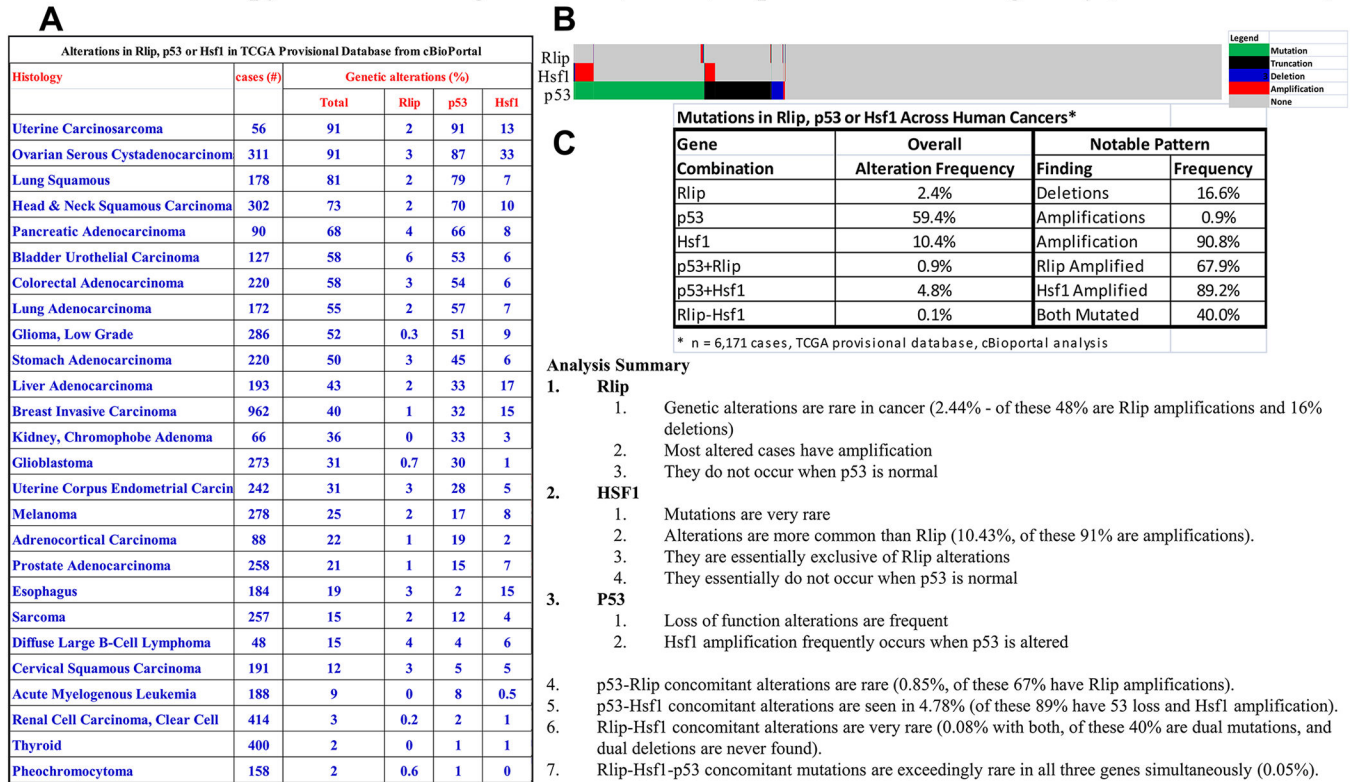 A
Alterations in Rlip, p53 or Hsf1 in TCGA Provisional Database from cBioPortal
Histology cases (#) Genetic alterations (%)
Total Rlip p53 Hsf1
Uterine Carcinosarcoma 56 91 2 91 13
Ovarian Serous Cystadenocarcinom 311 91 3 87 33
Lung Squamous 178 81 2 79 7
Head & Neck Squamous Carcinoma 302 73 2 70 10
Pancreatic Adenocarcinoma 90 68 4 66 8
Bladder Urothelial Carcinoma 127 58 6 53 6
Colorectal Adenocarcinoma 220 58 3 54 6
Lung Adenocarcinoma 172 55 2 57 7
Glioma, Low Grade 286 52 0.3 51 9
Stomach Adenocarcinoma 220 50 3 45 6
Liver Adenocarcinoma 193 43 2 33 17
Breast Invasive Carcinoma 962 40 1 32 15
Kidney, Chromophobe Adenoma 66 36 0 33 3
Glioblastoma 273 31 0.7 30 1
Uterine Corpus Endometrial Carcin 242 31 3 28 5
Melanoma 278 25 2 17 8
Adrenocortical Carcinoma 88 22 1 19 2
Prostate Adenocarcinoma 258 21 1 15 7
Esophagus 184 19 3 2 15
Sarcoma 257 15 2 12 4
Diffuse Large B-Cell Lymphoma 48 15 4 4 6
Cervical Squamous Carcinoma 191 12 3 5 5
Acute Myelogenous Leukemia 188 9 0 8 0.5
Renal Cell Carcinoma, Clear Cell 414 3 0.2 2 1
Thyroid 400 2 0 1 1
Pheochromocytoma 158 2 0.6 1 0
B
Rlip
Hsf1
p53
Legend
Mutation
Truncation
Deletion
Amplification
None
C
Mutations in Rlip, p53 or Hsf1 Across Human Cancers*
Gene Overall Notable Pattern
Combination Alteration Frequency Finding Frequency
Rlip 2.4% Deletions 16.6%
p53 59.4% Amplifications 0.9%
Hsf1 10.4% Amplification 90.8%
p53+Rlip 0.9% Rlip Amplified 67.9%
p53+Hsf1 4.8% Hsf1 Amplified 89.2%
Rlip-Hsf1 0.1% Both Mutated 40.0%
* n = 6,171 cases, TCGA provisional database, cBioportal analysis
Analysis Summary
1. Rlip
1. Genetic alterations are rare in cancer (2.44% - of these 48% are Rlip amplifications and 16%
deletions)
2. Most altered cases have amplification
3. They do not occur when p53 is normal
2. HSF1
1. Mutations are very rare
2. Alterations are more common than Rlip (10.43%, of these 91% are amplifications).
3. They are essentially exclusive of Rlip alterations
4. They essentially do not occur when p53 is normal
3. P53
1. Loss of function alterations are frequent
2. Hsf1 amplification frequently occurs when p53 is altered
4. p53-Rlip concomitant alterations are rare (0.85%, of these 67% have Rlip amplifications).
5. p53-Hsf1 concomitant alterations are seen in 4.78% (of these 89% have 53 loss and Hsf1 amplification).
6. Rlip-Hsf1 concomitant alterations are very rare (0.08% with both, of these 40% are dual mutations, and
dual deletions are never found).
7. Rlip-Hsf1-p53 concomitant mutations are exceedingly rare in all three genes simultaneously (0.05%).